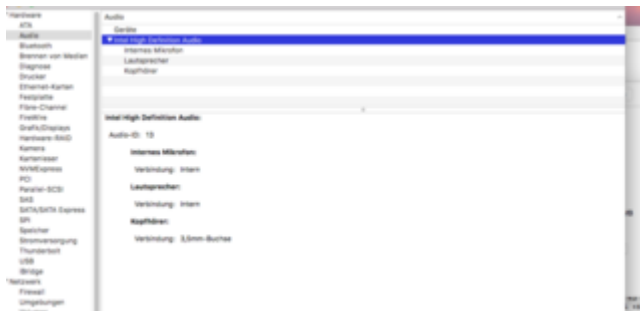 Hardware
ATA
Audio
Bluetooth
Brennen von Medien
Diagnose
Drucker
Ethernet-Karten
Festplatte
Fibre-Channel
FireWire
Grafik/Displays
Hardware-RAID
Kamera
Kartenleser
NVMExpress
PCI
Parallel-SCSI
SAS
SATA/SATA Express
SPI
Speicher
Stromversorgung
Thunderbolt
USB
iBridge
Netzwerk
Firewall
Umgebungen
Audio
Geräte
Intel High Definition Audio
Internes Mikrofon
Lautsprecher
Kopfhörer
Intel High Definition Audio:
Audio-ID: 13
Internes Mikrofon:
Verbindung: Intern
Lautsprecher:
Verbindung: Intern
Kopfhörer:
Verbindung: 3,5mm-Buchse